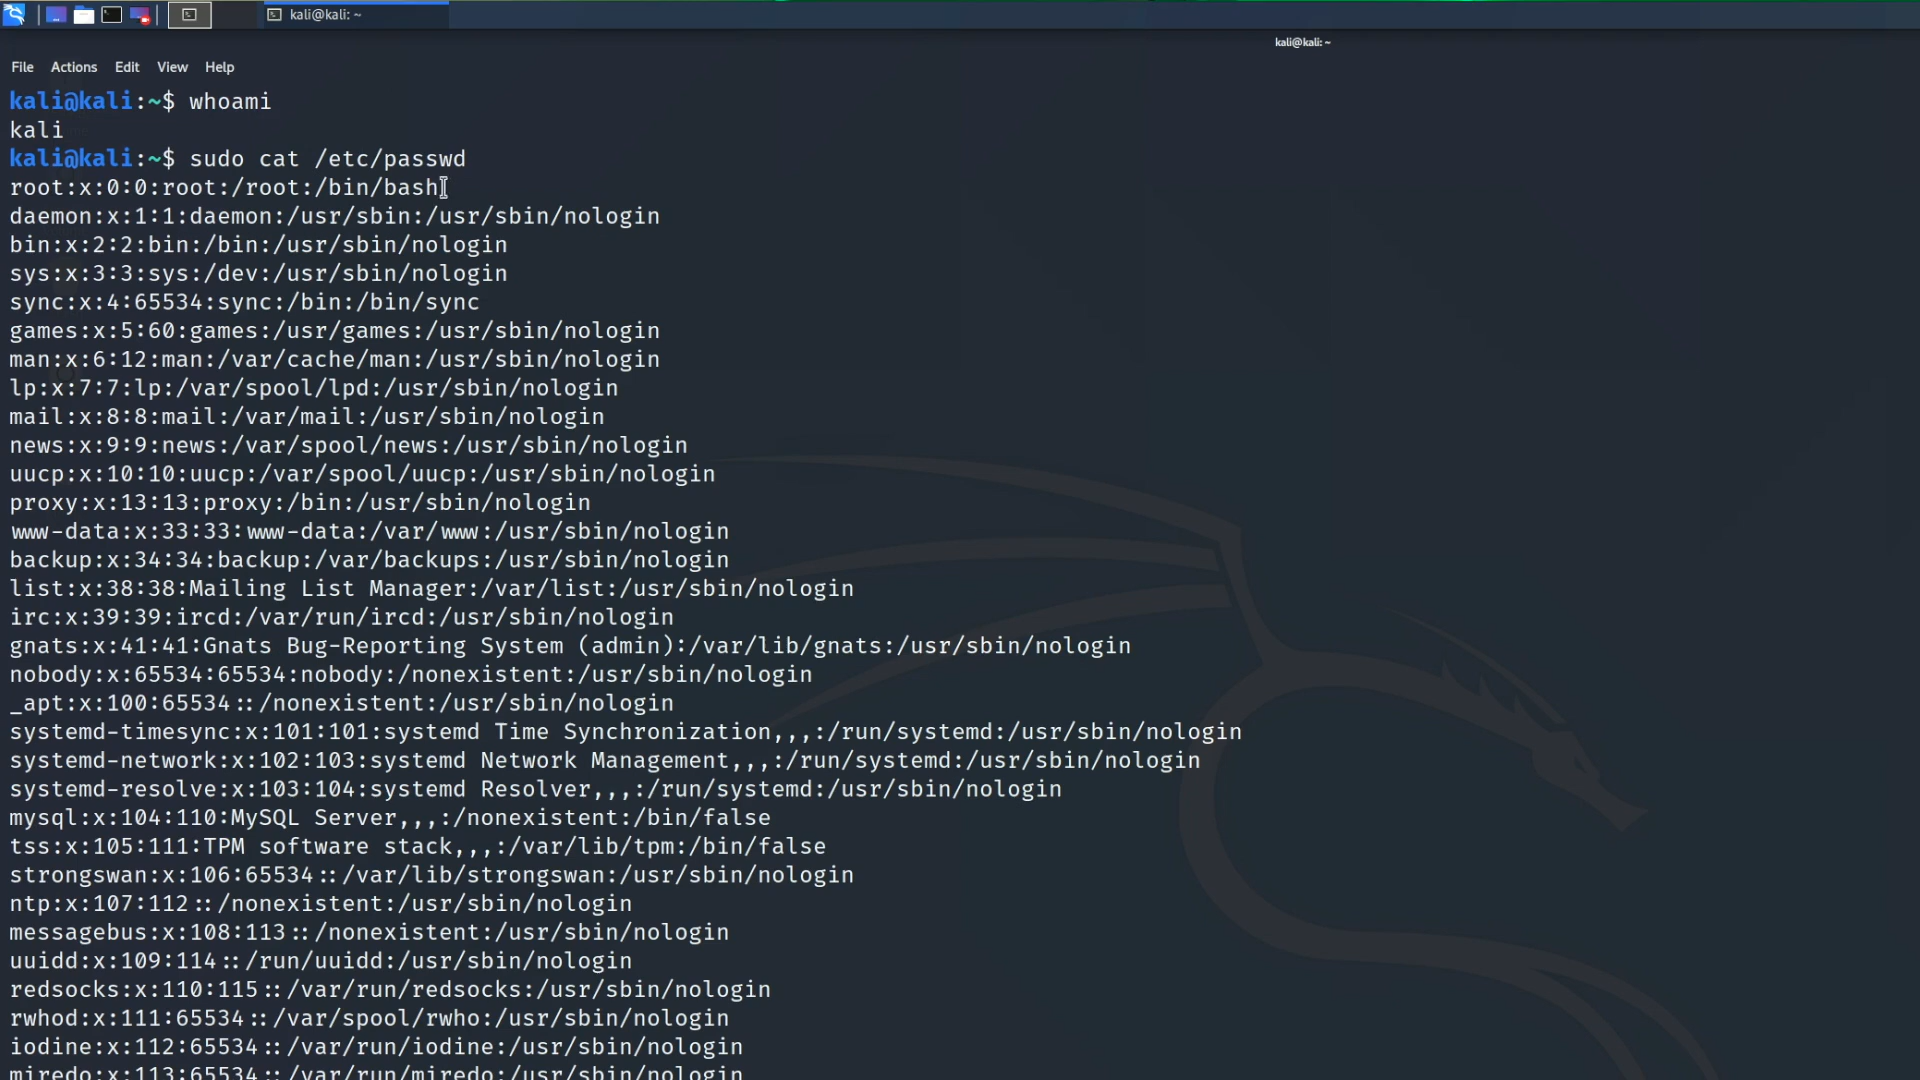 kali@kali: ~
kali@kali: ~
File Actions Edit View Help
kali@kali:~$ whoami
kali
kali@kali:~$ sudo cat /etc/passwd
root:x:0:0:root:/root:/bin/bash
daemon:x:1:1:daemon:/usr/sbin:/usr/sbin/nologin
bin:x:2:2:bin:/bin:/usr/sbin/nologin
sys:x:3:3:sys:/dev:/usr/sbin/nologin
sync:x:4:65534:sync:/bin:/bin/sync
games:x:5:60:games:/usr/games:/usr/sbin/nologin
man:x:6:12:man:/var/cache/man:/usr/sbin/nologin
lp:x:7:7:lp:/var/spool/lpd:/usr/sbin/nologin
mail:x:8:8:mail:/var/mail:/usr/sbin/nologin
news:x:9:9:news:/var/spool/news:/usr/sbin/nologin
uucp:x:10:10:uucp:/var/spool/uucp:/usr/sbin/nologin
proxy:x:13:13:proxy:/bin:/usr/sbin/nologin
www-data:x:33:33:www-data:/var/www:/usr/sbin/nologin
backup:x:34:34:backup:/var/backups:/usr/sbin/nologin
list:x:38:38:Mailing List Manager:/var/list:/usr/sbin/nologin
irc:x:39:39:ircd:/var/run/ircd:/usr/sbin/nologin
gnats:x:41:41:Gnats Bug-Reporting System (admin):/var/lib/gnats:/usr/sbin/nologin
nobody:x:65534:65534:nobody:/nonexistent:/usr/sbin/nologin
_apt:x:100:65534::/nonexistent:/usr/sbin/nologin
systemd-timesync:x:101:101:systemd Time Synchronization,,,:/run/systemd:/usr/sbin/nologin
systemd-network:x:102:103:systemd Network Management,,,:/run/systemd:/usr/sbin/nologin
systemd-resolve:x:103:104:systemd Resolver,,,:/run/systemd:/usr/sbin/nologin
mysql:x:104:110:MySQL Server,,,:/nonexistent:/bin/false
tss:x:105:111:TPM software stack,,,:/var/lib/tpm:/bin/false
strongswan:x:106:65534::/var/lib/strongswan:/usr/sbin/nologin
ntp:x:107:112::/nonexistent:/usr/sbin/nologin
messagebus:x:108:113::/nonexistent:/usr/sbin/nologin
uuidd:x:109:114::/run/uuidd:/usr/sbin/nologin
redsocks:x:110:115::/var/run/redsocks:/usr/sbin/nologin
rwhod:x:111:65534::/var/spool/rwho:/usr/sbin/nologin
iodine:x:112:65534::/var/run/iodine:/usr/sbin/nologin
miredo:x:113:65534::/var/run/miredo:/usr/sbin/nologin